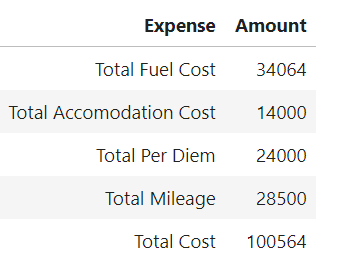 Expense Amount
Total Fuel Cost 34064
Total Accomodation Cost 14000
Total Per Diem 24000
Total Mileage 28500
Total Cost 100564